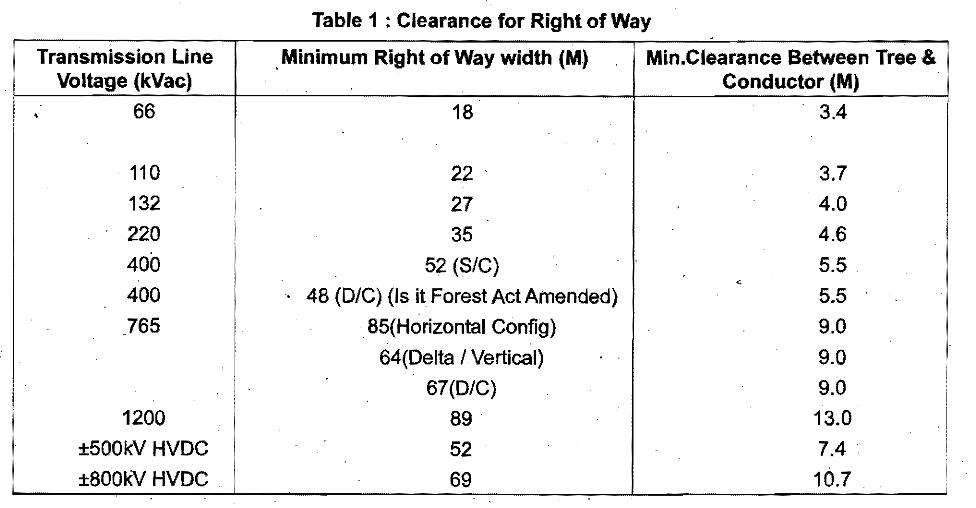 Table 1 : Clearance for Right of Way
Transmission Line Voltage (kVac) Minimum Right of Way width (M) Min.Clearance Between Tree & Conductor (M)
66 18 3.4
110 22 3.7
132 27 4.0
220 35 4.6
400 52 (S/C) 5.5
400 48 (D/C) (Is it Forest Act Amended) 5.5
765 85(Horizontal Config) 9.0
64(Delta / Vertical) 9.0
67(D/C) 9.0
1200 89 13.0
±500kV HVDC 52 7.4
±800kV HVDC 69 10.7